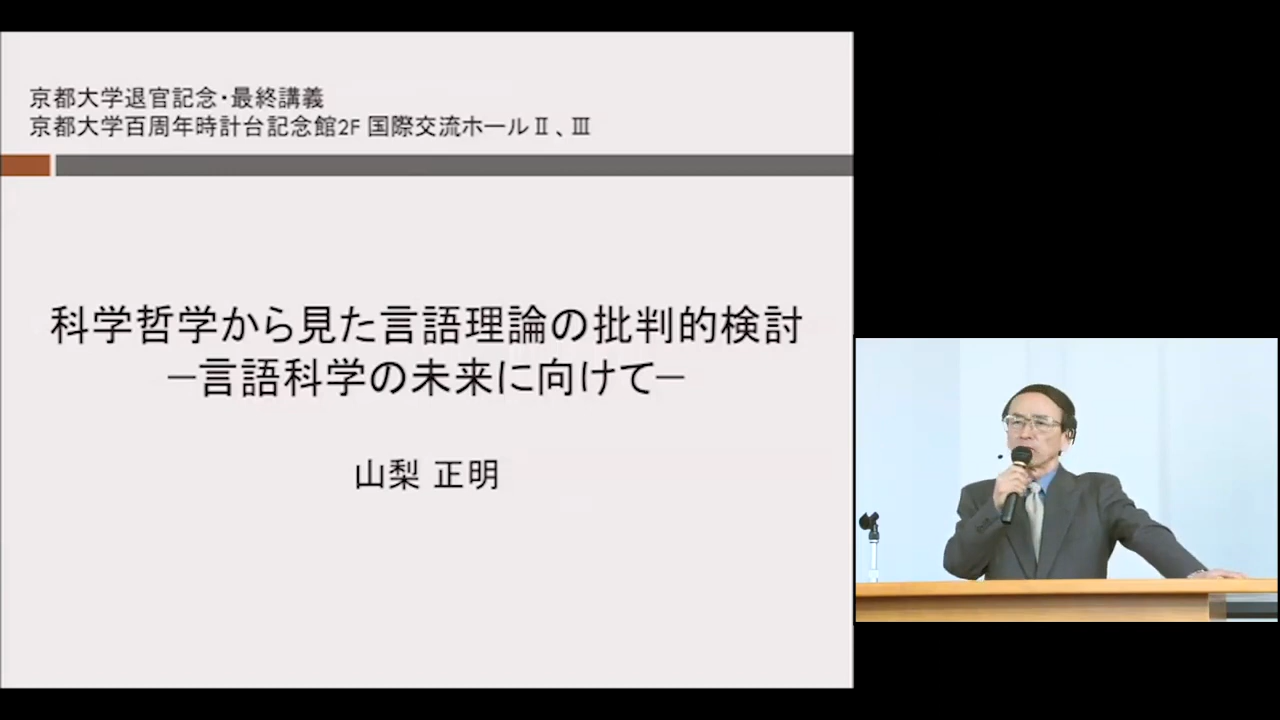 京都大学退官記念・最終講義
京都大学百周年時計台記念館2F 国際交流ホールⅡ、Ⅲ
科学哲学から見た言語理論の批判的検討
―言語科学の未来に向けて―
山梨 正明